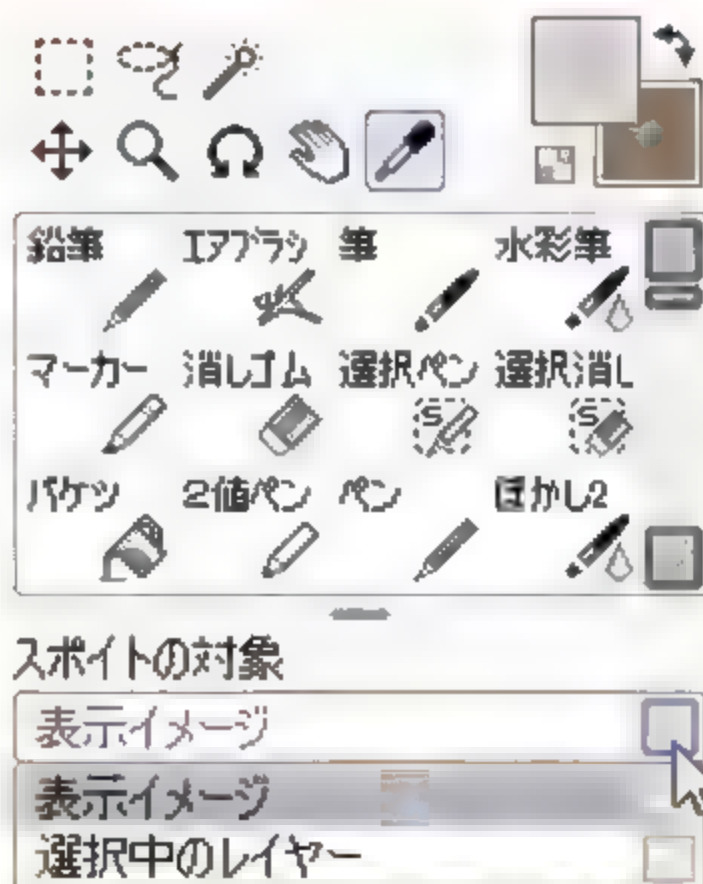 鉛筆 エアブラシ 筆 水彩筆
マーカー 消しゴム 選択ペン 選択消し
バケツ 2値ペン ペン ぼかし2
スポイトの対象
表示イメージ
表示イメージ
選択中のレイヤー